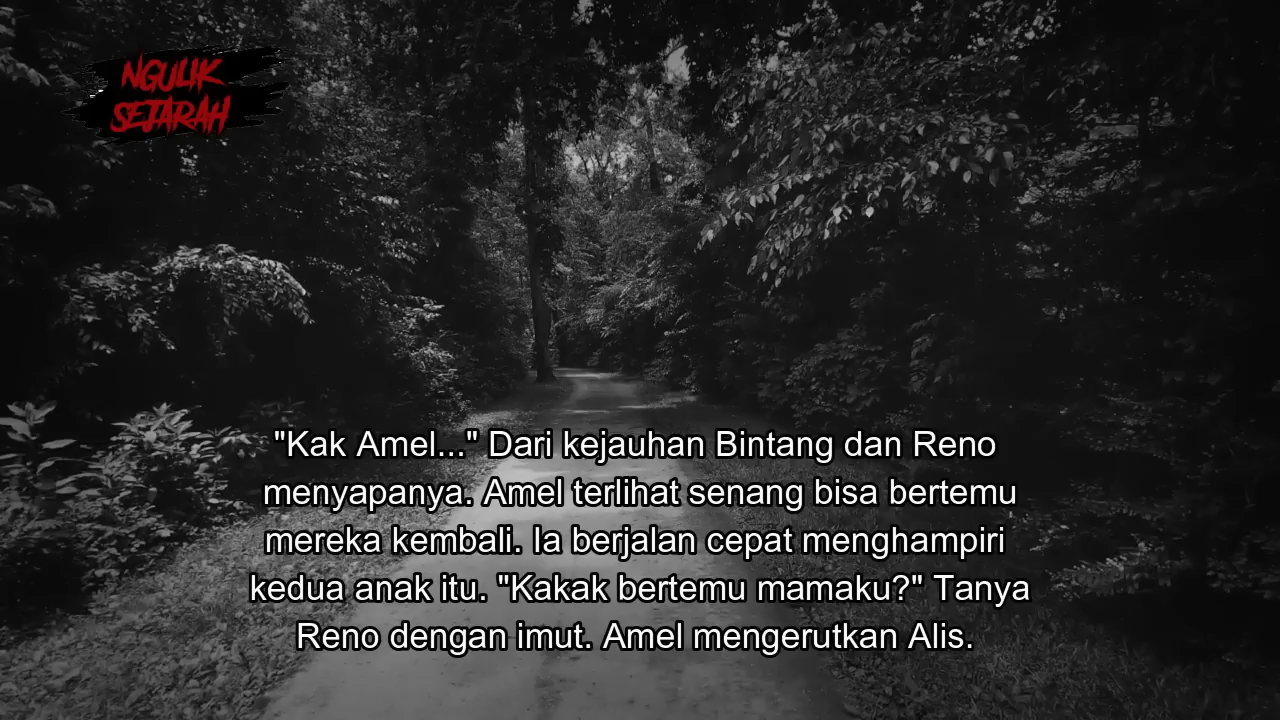 NGULIK
SEJARAH
"Kak Amel..." Dari kejauhan Bintang dan Reno
menyapanya. Amel terlihat senang bisa bertemu
mereka kembali. Ia berjalan cepat menghampiri
kedua anak itu. "Kakak bertemu mamaku?" Tanya
Reno dengan imut. Amel mengerutkan Alis.